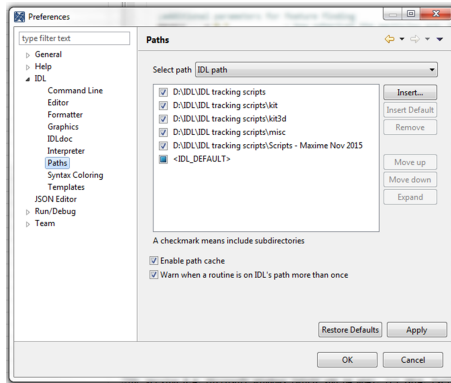 Preferences
type filter text
General
Help
IDL
Command Line
Editor
Formatter
Graphics
IDLdoc
Interpreter
Paths
Syntax Coloring
Templates
JSON Editor
Run/Debug
Team
Paths
Select path IDL path
D:\IDL\IDL tracking scripts
D:\IDL\IDL tracking scripts\kit
D:\IDL\IDL tracking scripts\kit3d
D:\IDL\IDL tracking scripts\misc
D:\IDL\IDL tracking scripts\Scripts - Maxime Nov 2015
<IDL_DEFAULT>
Insert...
Insert Default
Remove
Move up
Move down
Expand
A checkmark means include subdirectories
Enable path cache
Warn when a routine is on IDL's path more than once
Restore Defaults
Apply
OK
Cancel